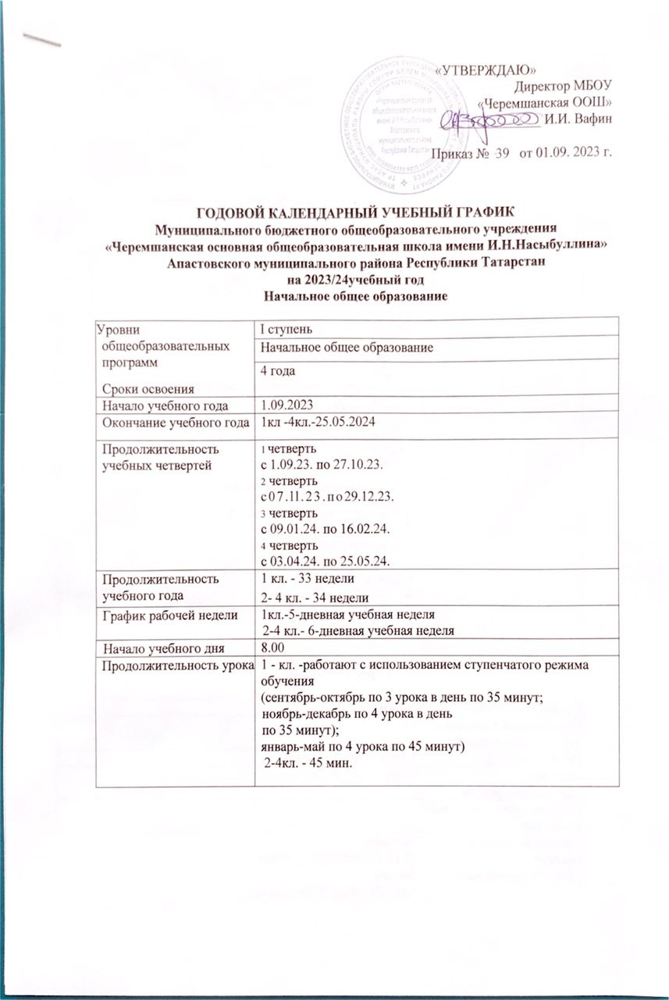 «УТВЕРЖДАЮ»
Директор МБОУ
«Черемшанская ООШ»
И.И. Вафин
Приказ № 39 от 01.09. 2023 г.
ГОДОВОЙ КАЛЕНДАРНЫЙ УЧЕБНЫЙ ГРАФИК
Муниципального бюджетного общеобразовательного учреждения
«Черемшанская основная общеобразовательная школа имени И.Н.Насыбуллина»
Апастовского муниципального района Республики Татарстан
на 2023/24учебный год
Начальное общее образование
Уровни
общеобразовательных
программ
Сроки освоения
I ступень
Начальное общее образование
4 года
Начало учебного года
1.09.2023
Окончание учебного года
1кл -4кл.-25.05.2024
Продолжительность
учебных четвертей
1 четверть
с 1.09.23. по 27.10.23.
2 четверть
с07.11.23.по29.12.23.
3 четверть
с 09.01.24. по 16.02.24.
4 четверть
с 03.04.24. по 25.05.24.
Продолжительность
учебного года
1 кл. - 33 недели
2- 4 кл. - 34 недели
График рабочей недели
1кл.-5-дневная учебная неделя
2-4 кл.- 6-дневная учебная неделя
Начало учебного дня
8.00
Продолжительность урока
1 - кл. -работают с использованием ступенчатого режима
обучения
(сентябрь-октябрь по 3 урока в день по 35 минут;
ноябрь-декабрь по 4 урока в день
по 35 минут);
январь-май по 4 урока по 45 минут)
2-4кл. - 45 мин.